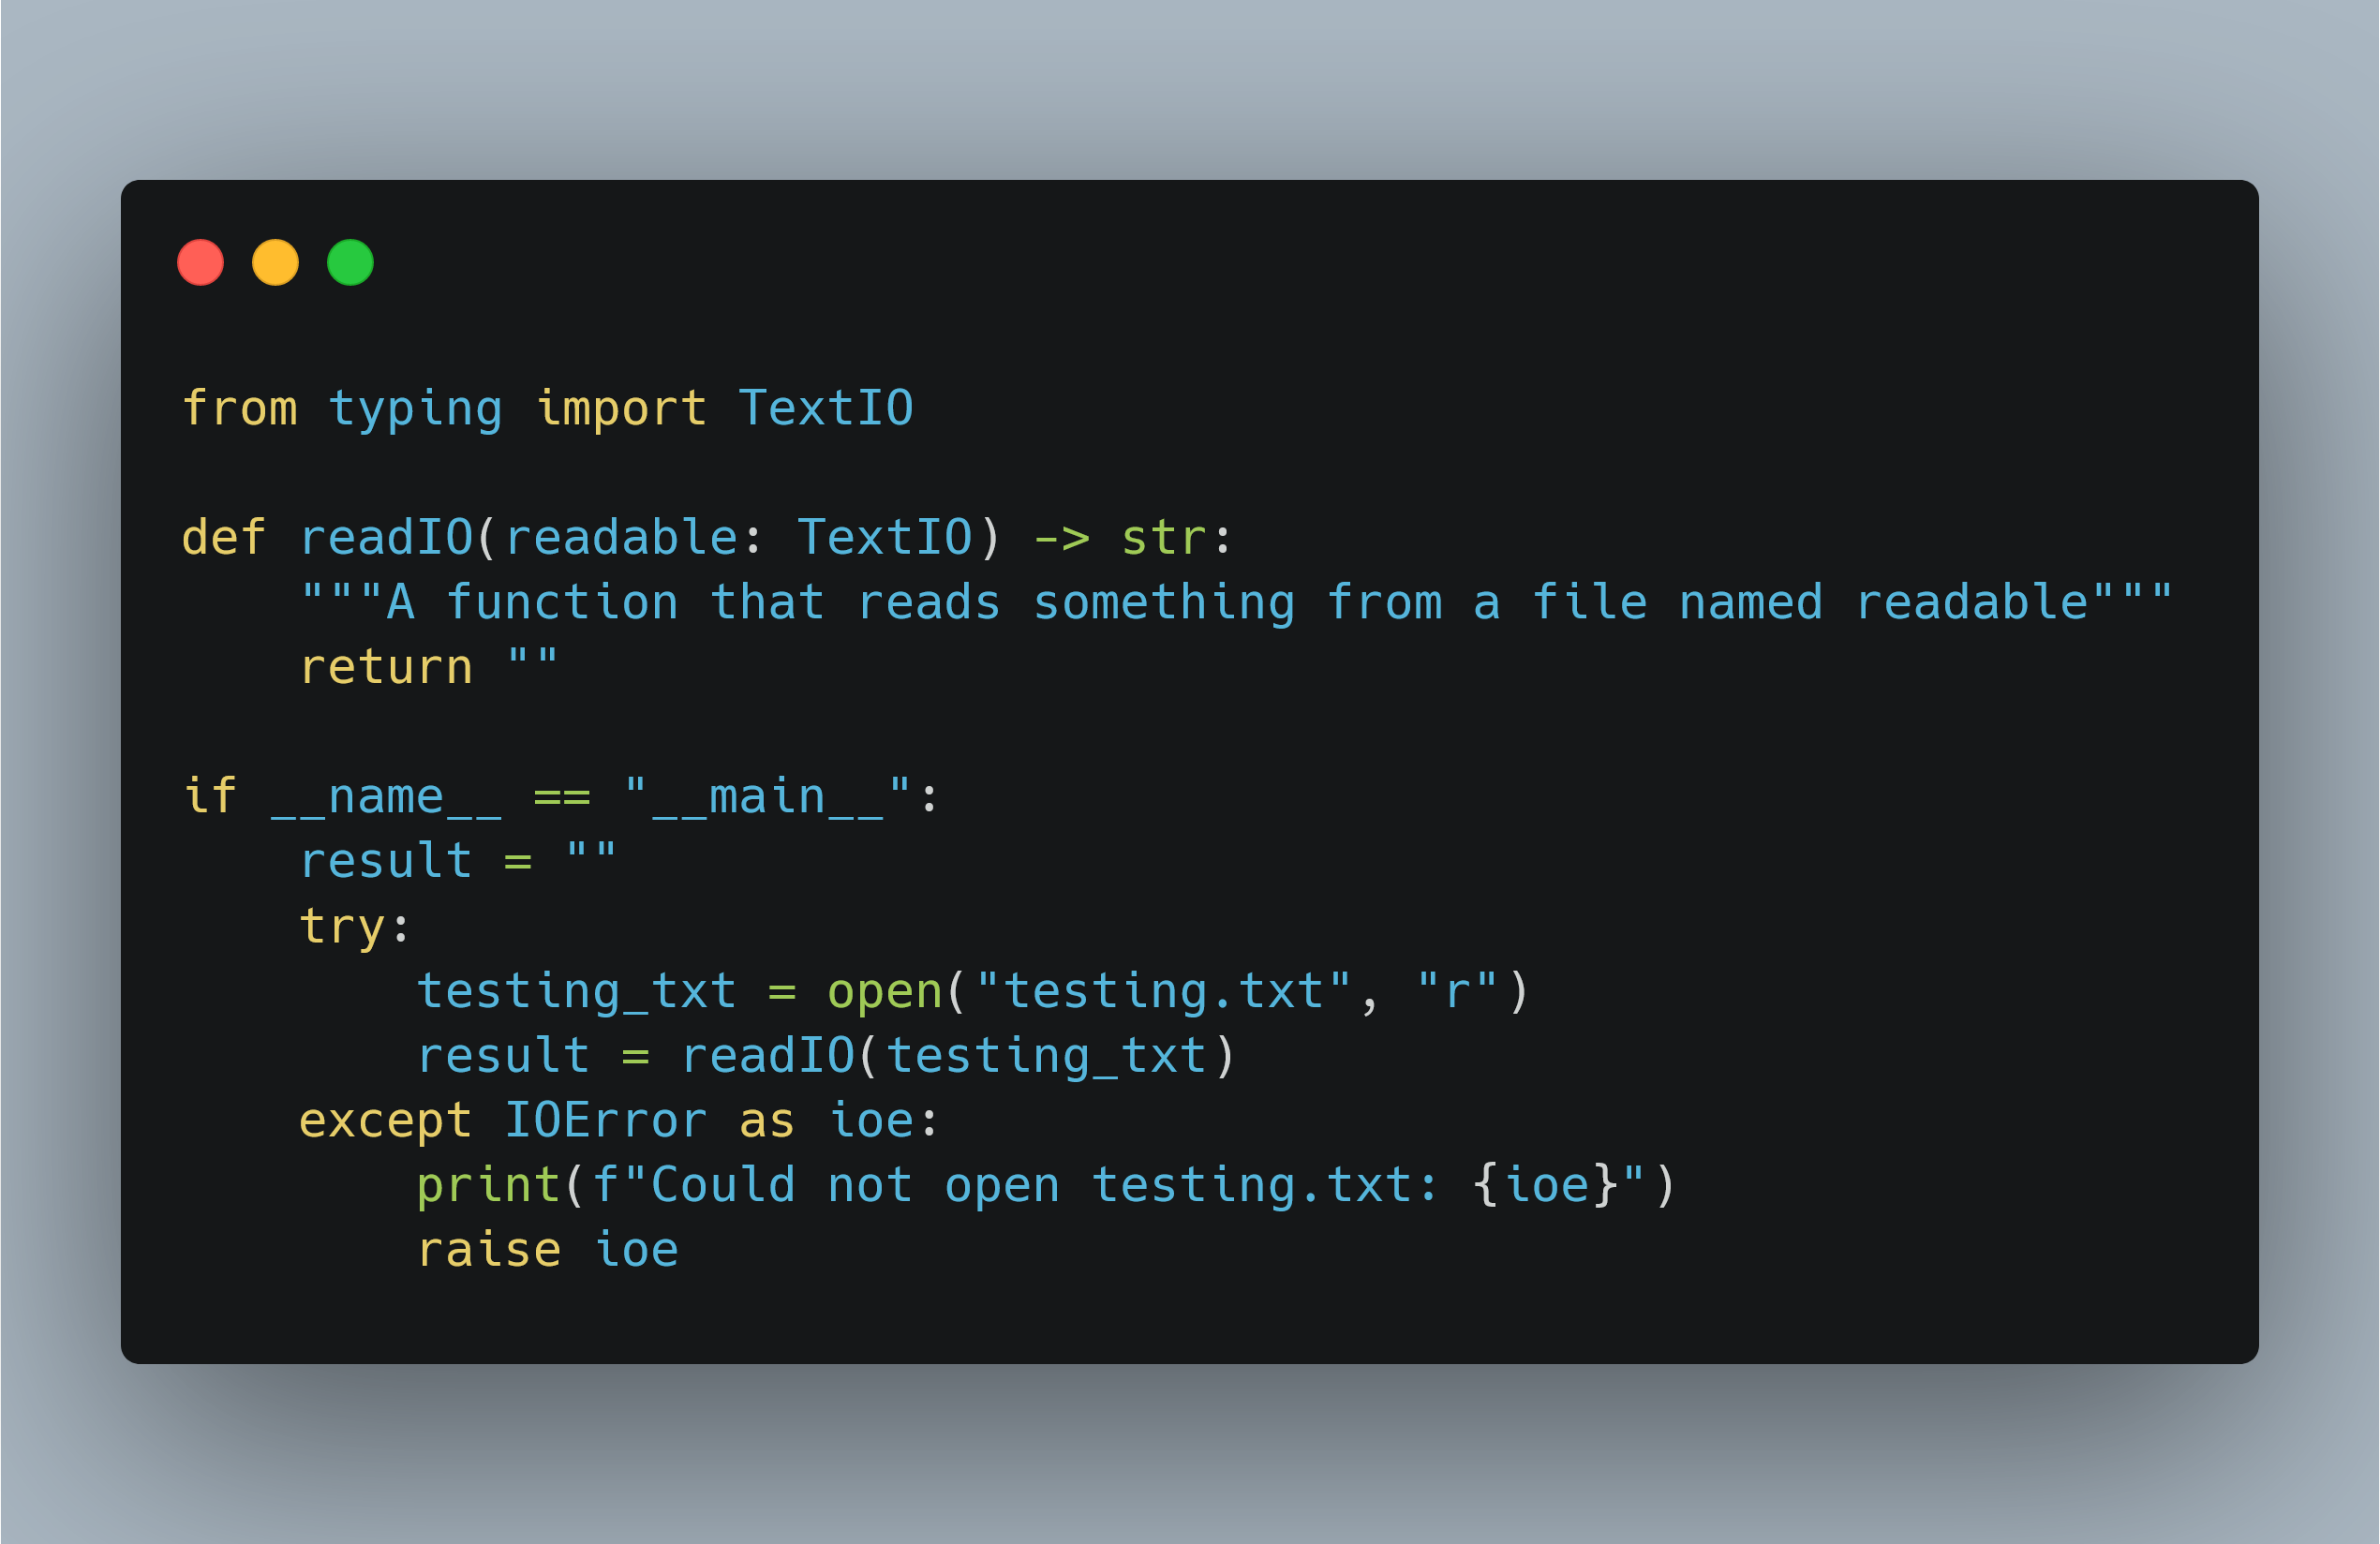 from typing import TextIO
def readIO(readable: TextIO) -> str:
    """A function that reads something from a file named readable"""
    return ""
if __name__ == "__main__":
    result = ""
    try:
        testing_txt = open("testing.txt", "r")
        result = readIO(testing_txt)
    except IOError as ioe:
        print(f"Could not open testing.txt: {ioe}")
        raise ioe